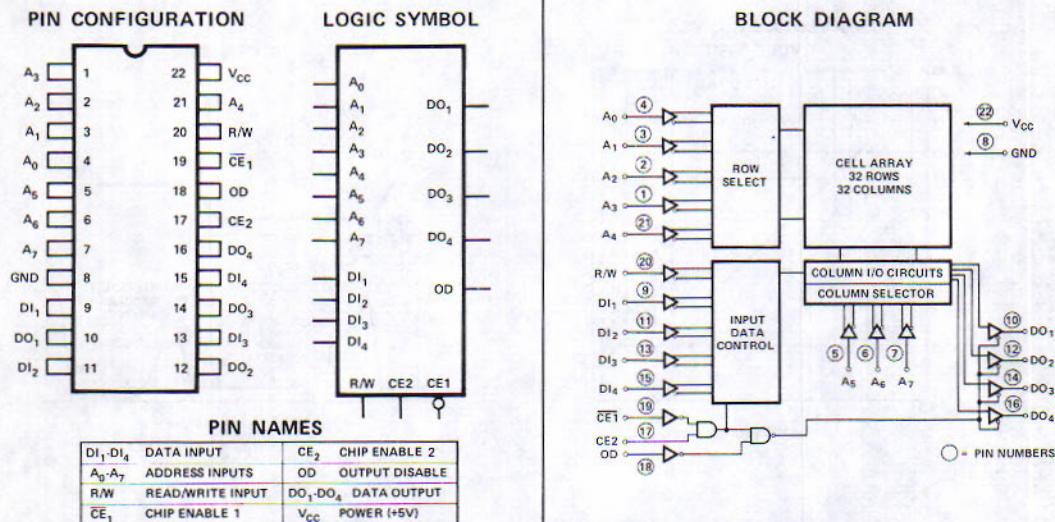 PIN CONFIGURATION
A3 1 22 VCC
A2 2 21 A4
A1 3 20 R/W
A0 4 19 C̅E̅1
A5 5 18 OD
A6 6 17 CE2
A7 7 16 DO4
GND 8 15 DI4
DI1 9 14 DO3
DO1 10 13 DI3
DI2 11 12 DO2
LOGIC SYMBOL
A0
A1
A2
A3
A4
A5
A6
A7
DI1
DI2
DI3
DI4
DO1
DO2
DO3
DO4
OD
R/W CE2 CE1
PIN NAMES
DI1-DI4 DATA INPUT CE2 CHIP ENABLE 2
A0-A7 ADDRESS INPUTS OD OUTPUT DISABLE
R/W READ/WRITE INPUT DO1-DO4 DATA OUTPUT
C̅E̅1 CHIP ENABLE 1 VCC POWER (+5V)
BLOCK DIAGRAM
A0 4
A1 3
A2 2
A3 1
A4 21
ROW
SELECT
CELL ARRAY
32 ROWS
32 COLUMNS
22 VCC
8 GND
R/W 20
DI1 9
DI2 11
DI3 13
DI4 15
C̅E̅1 19
CE2 17
OD 18
INPUT
DATA
CONTROL
COLUMN I/O CIRCUITS
COLUMN SELECTOR
5 6 7
A5 A6 A7
10 DO1
12 DO2
14 DO3
16 DO4
= PIN NUMBERS